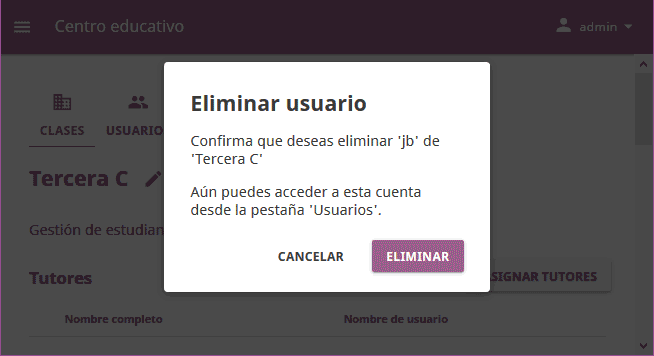 Centro educativo
admin
CLASES
USUARIO
Tercera C
Gestión de estudian
Tutores
SIGNAR TUTORES
Nombre completo
Nombre de usuario
Eliminar usuario
Confirma que deseas eliminar 'jb' de
'Tercera C'
Aún puedes acceder a esta cuenta
desde la pestaña 'Usuarios'.
CANCELAR
ELIMINAR